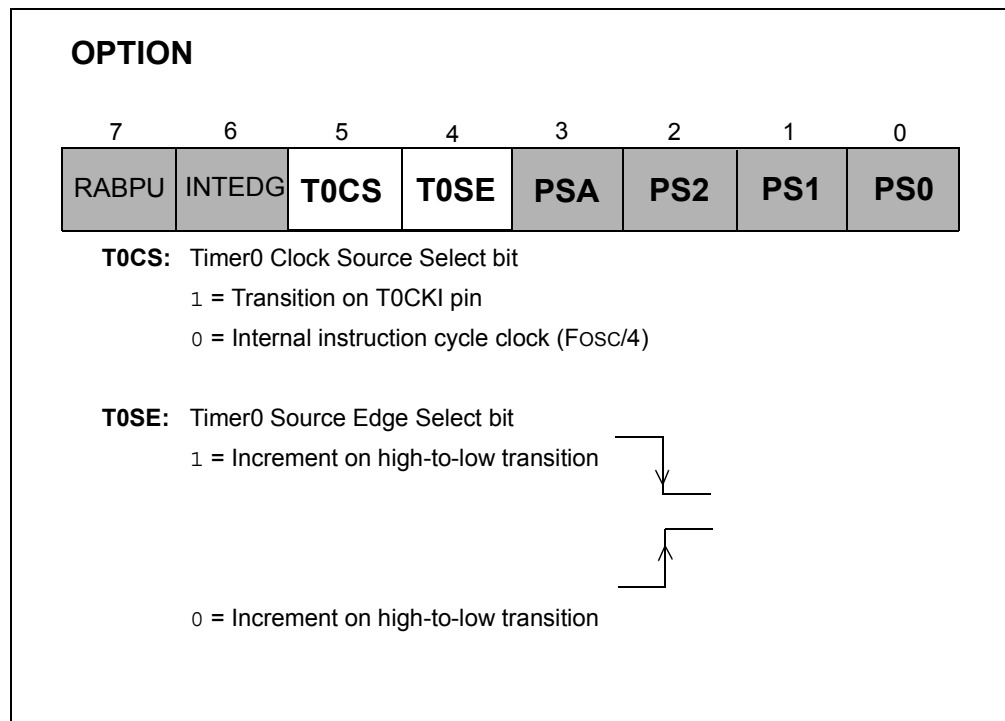 OPTION
7 6 5 4 3 2 1 0
RABPU INTEDG T0CS T0SE PSA PS2 PS1 PS0
T0CS: Timer0 Clock Source Select bit
1 = Transition on T0CKI pin
0 = Internal instruction cycle clock (FOSC/4)
T0SE: Timer0 Source Edge Select bit
1 = Increment on high-to-low transition
0 = Increment on high-to-low transition